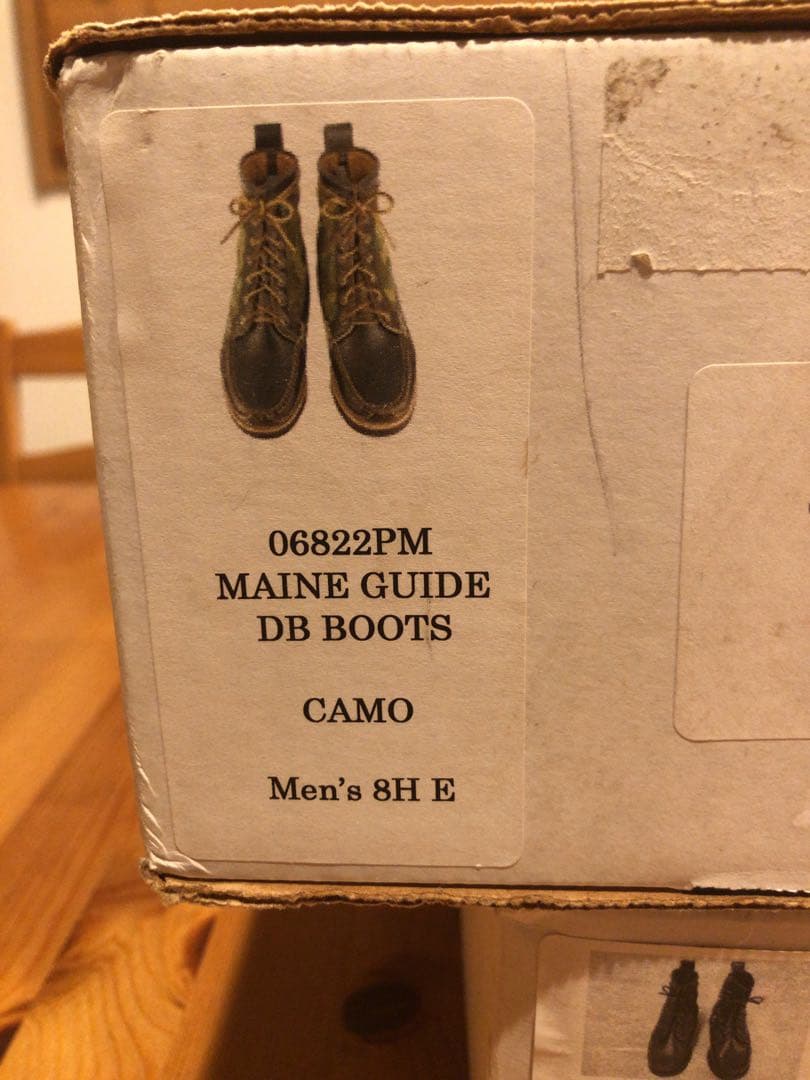 06822PM
MAINE GUIDE
DB BOOTS
CAMO
Men's 8H E